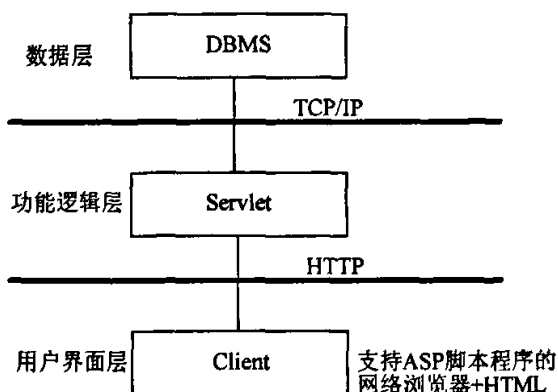 数据层
DBMS
TCP/IP
功能逻辑层
Servlet
HTTP
用户界面层
Client
支持ASP脚本程序的
网络浏览器+HTML